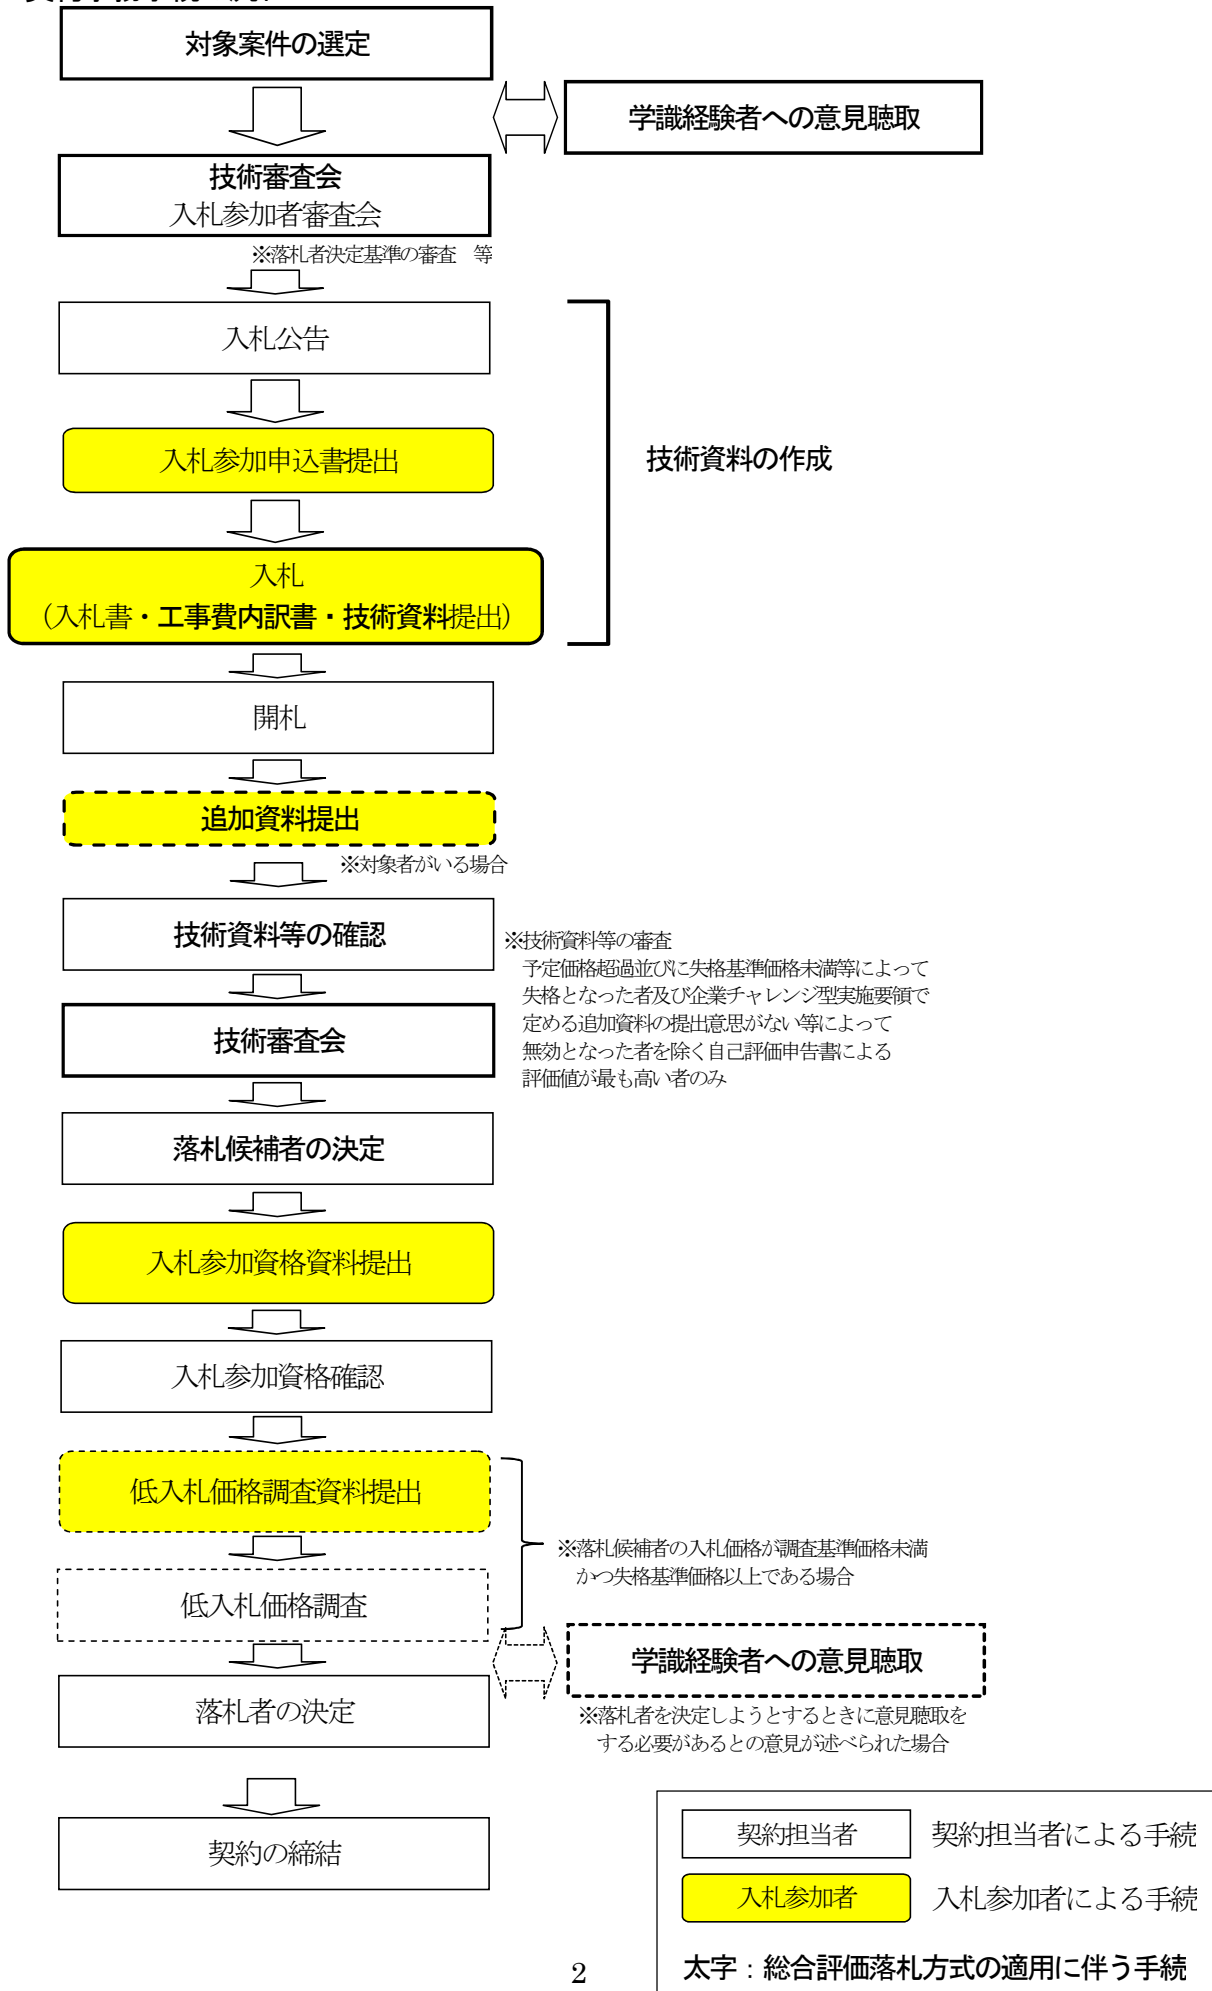 対象案件の選定
学識経験者への意見聴取
技術審査会
入札参加者審査会
※落札者決定基準の審査　等
入札公告
入札参加申込書提出
技術資料の作成
入札
（入札書・工事費内訳書・技術資料提出）
開札
追加資料提出
※対象者がいる場合
技術資料等の確認
※技術資料等の審査
予定価格超過並びに失格基準価格未満等によって
失格となった者及び企業チャレンジ型実施要領で
定める追加資料の提出意思がない等によって
無効となった者を除く自己評価申告書による
評価値が最も高い者のみ
技術審査会
落札候補者の決定
入札参加資格資料提出
入札参加資格確認
低入札価格調査資料提出
※落札候補者の入札価格が調査基準価格未満
かつ失格基準価格以上である場合
低入札価格調査
学識経験者への意見聴取
※落札者を決定しようとするときに意見聴取を
する必要があるとの意見が述べられた場合
落札者の決定
契約の締結
契約担当者　契約担当者による手続
入札参加者　入札参加者による手続
太字：総合評価落札方式の適用に伴う手続
2